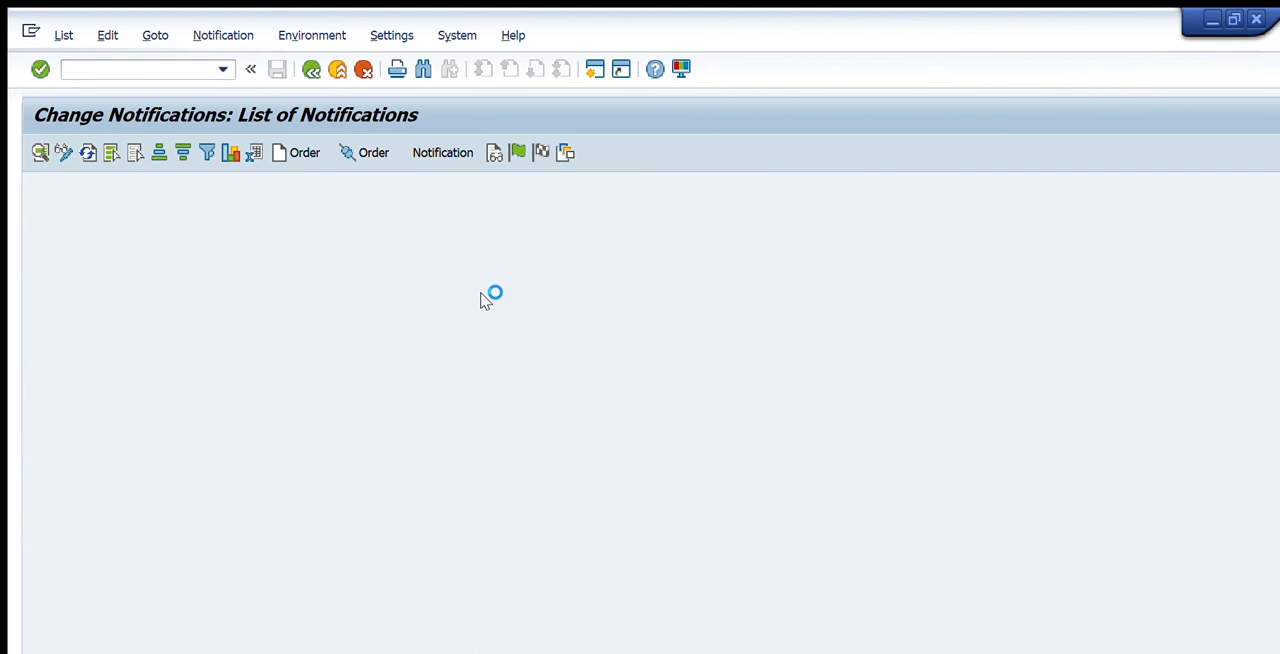 List Edit Goto Notification Environment Settings System Help
Change Notifications: List of Notifications
Order Order Notification